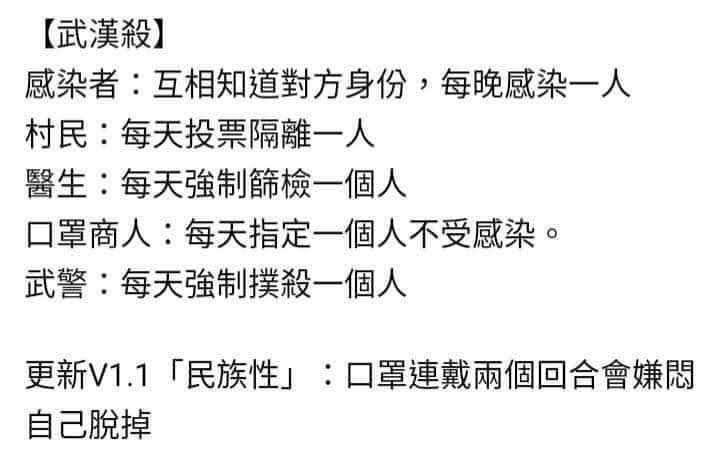 【武漢殺】
感染者：互相知道對方身份，每晚感染一人
村民：每天投票隔離一人
醫生：每天強制篩檢一個人
口罩商人：每天指定一個人不受感染。
武警：每天強制撲殺一個人
更新V1.1「民族性」：口罩連戴兩個回合會嫌悶
自己脫掉